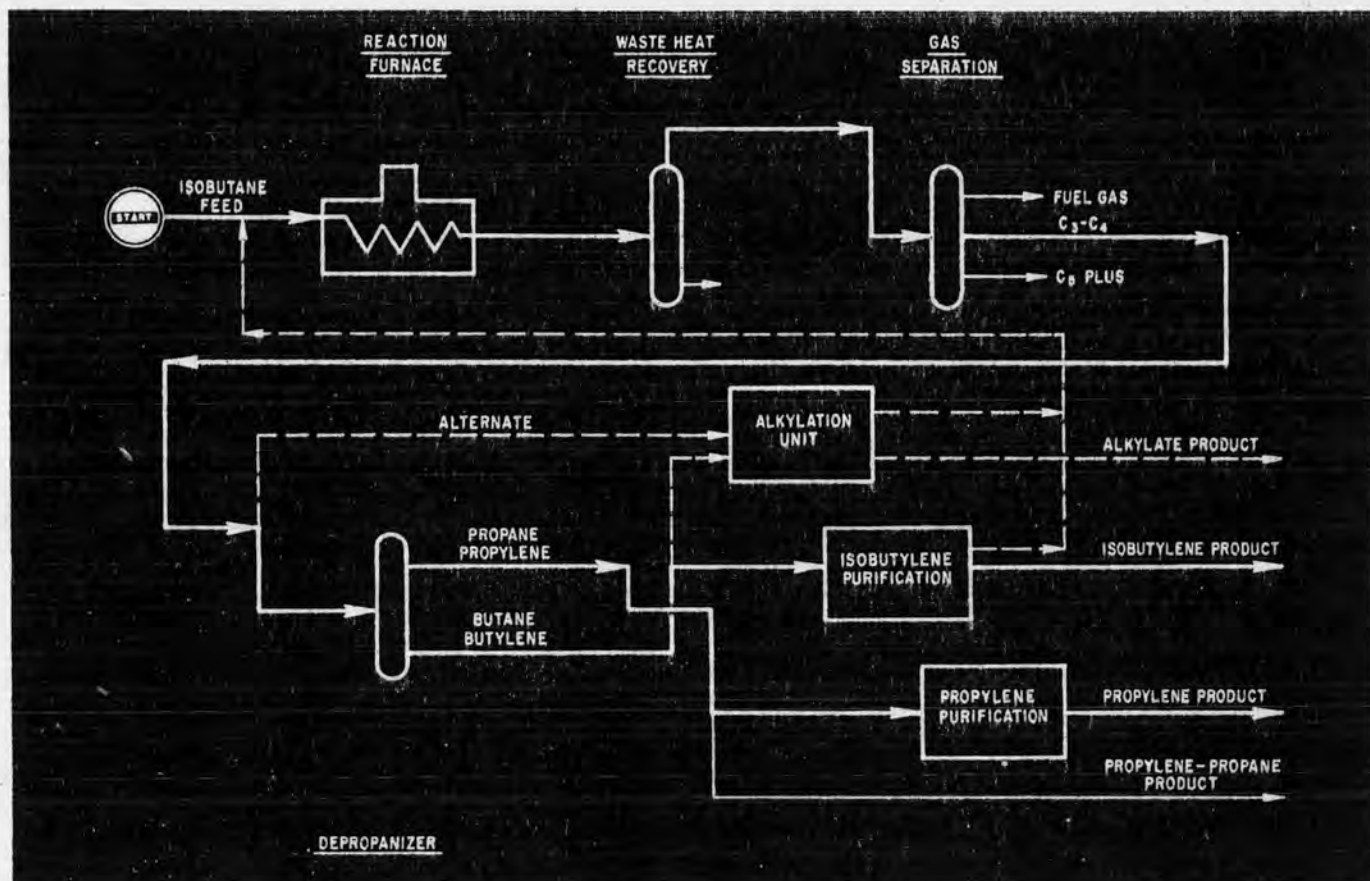 REACTION
FURNACE
WASTE HEAT
RECOVERY
GAS
SEPARATION
START
ISOBUTANE
FEED
FUEL GAS
C₃-C₄
C₅ PLUS
ALTERNATE
ALKYLATION
UNIT
ALKYLATE PRODUCT
PROPANE
PROPYLENE
BUTANE
BUTYLENE
ISOBUTYLENE
PURIFICATION
ISOBUTYLENE PRODUCT
PROPYLENE
PURIFICATION
PROPYLENE PRODUCT
PROPYLENE-PROPANE
PRODUCT
DEPROPANIZER